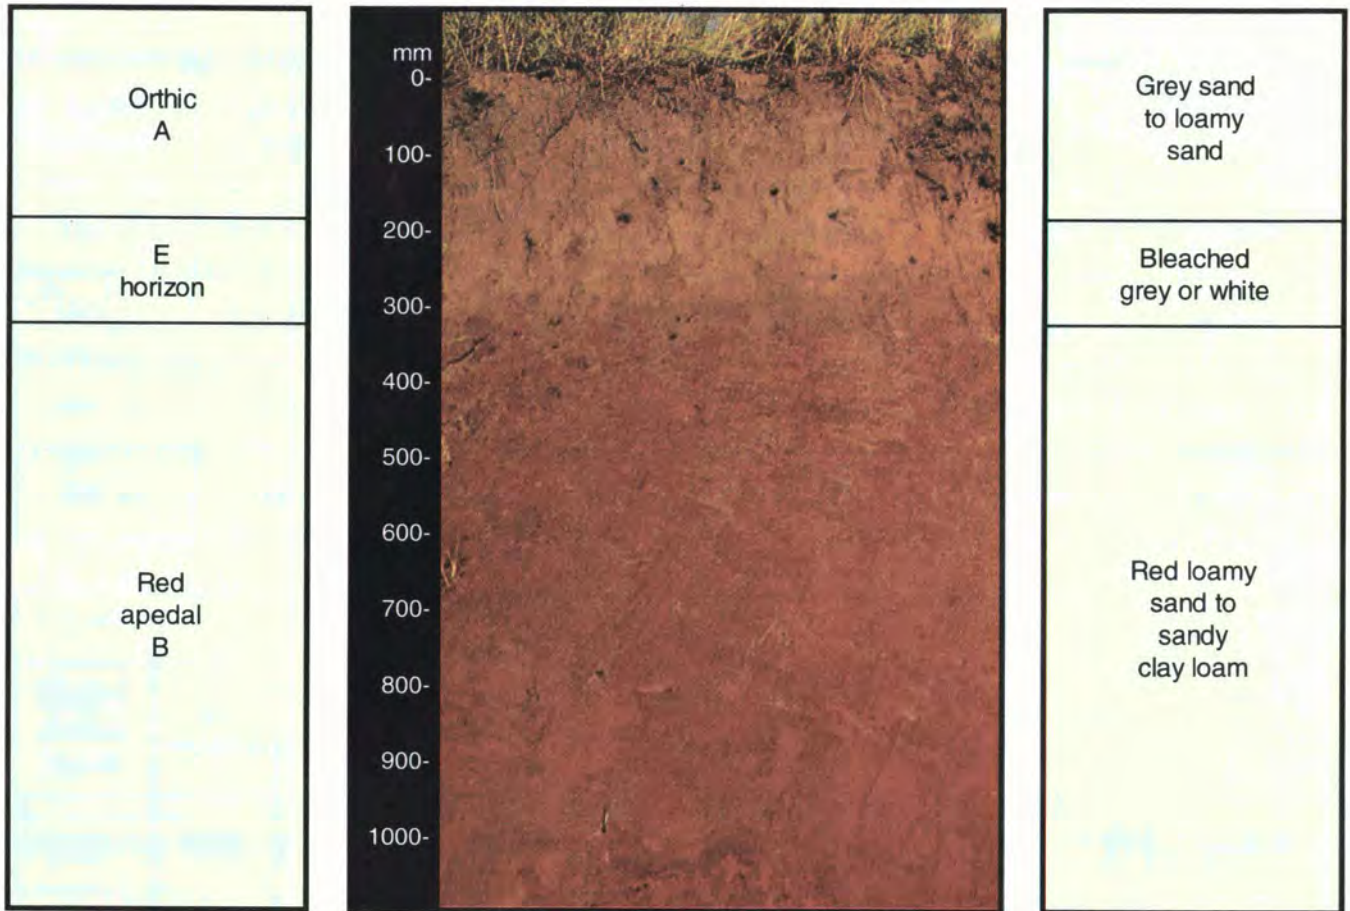 Orthic
A
E
horizon
Red
apedal
B
mm
0-
100-
200-
300-
400-
500-
600-
700-
800-
900-
1000-
Grey sand
to loamy
sand
Bleached
grey or white
Red loamy
sand to
sandy
clay loam